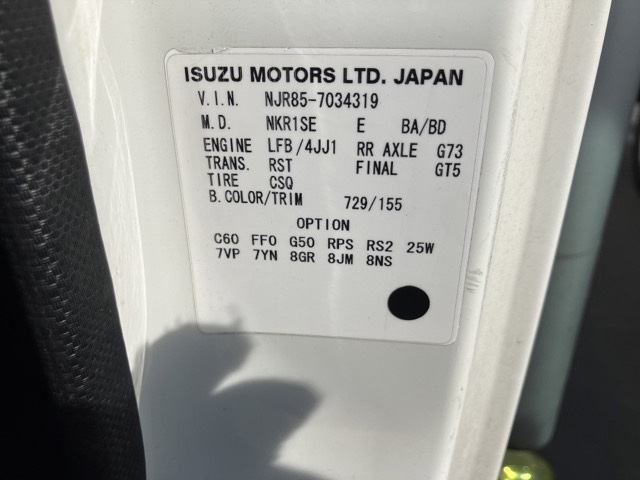 ISUZU MOTORS LTD. JAPAN
V.I.N. NJR85-7034319
M.D. NKR1SE E BA/BD
ENGINE LFB/4JJ1 RR AXLE G73
TRANS. RST FINAL GT5
TIRE CSQ
B.COLOR/TRIM 729/155
OPTION
C60 FF0 G50 RPS RS2 25W
7VP 7YN 8GR 8JM 8NS